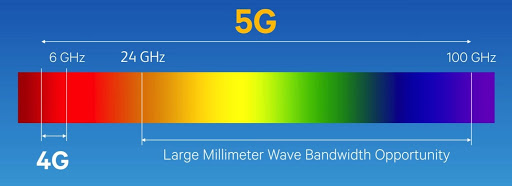 5G
6 GHz
24 GHz
100 GHz
4G
Large Millimeter Wave Bandwidth Opportunity